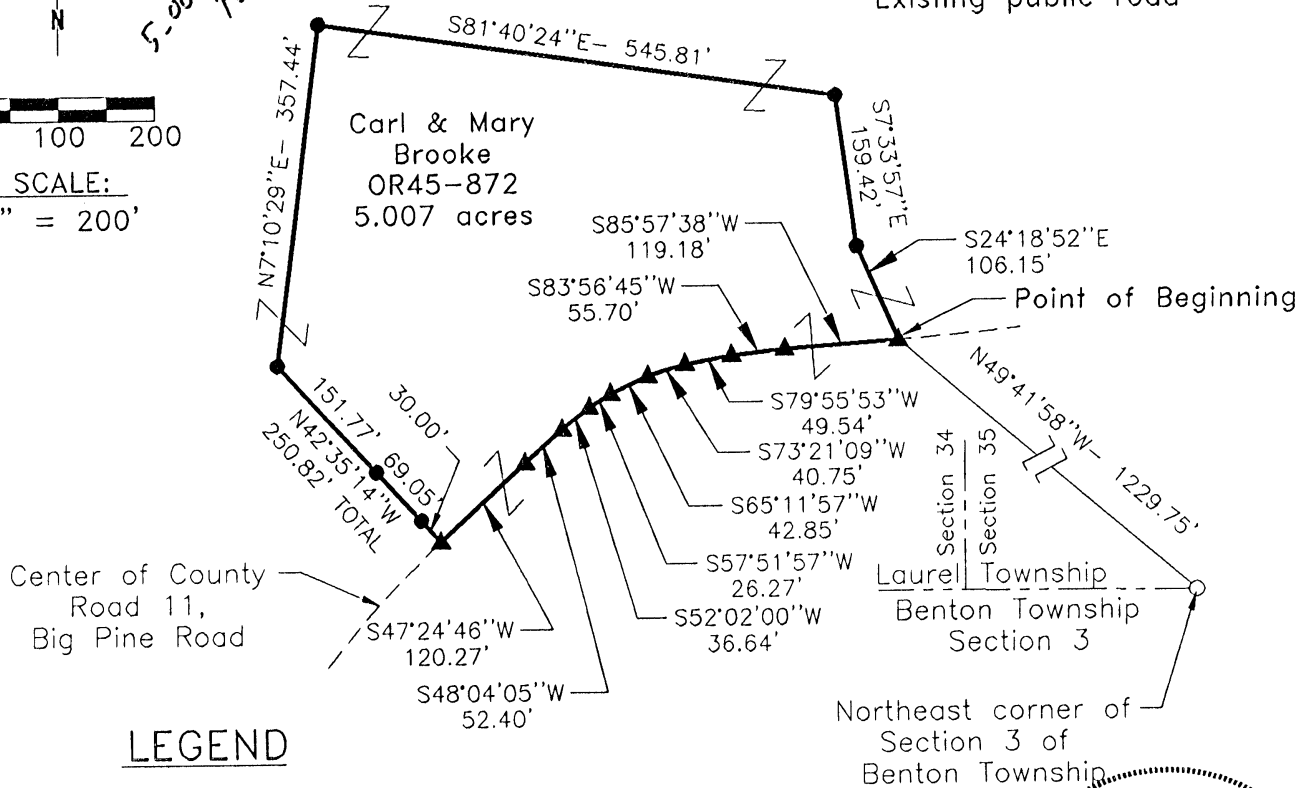 Existing public road
N
100 200
SCALE:
" = 200'
S81°40'24"E- 545.81'
N7°10'29"E- 357.44'
Carl & Mary
Brooke
OR45-872
5.007 acres
S7°33'57"E
159.42'
S24°18'52"E
106.15'
Point of Beginning
S85°57'38"W
119.18'
S83°56'45"W
55.70'
S79°55'53"W
49.54'
S73°21'09"W
40.75'
S65°11'57"W
42.85'
S57°51'57"W
26.27'
S52°02'00"W
36.64'
S48°04'05"W
52.40'
S47°24'46"W
120.27'
30.00'
69.05'
151.77'
N42°35'14"W
250.82' TOTAL
Center of County
Road 11,
Big Pine Road
N49°41'58"W- 1229.75'
Section 34
Section 35
Laurel Township
Benton Township
Section 3
Northeast corner of
Section 3 of
Benton Township
LEGEND